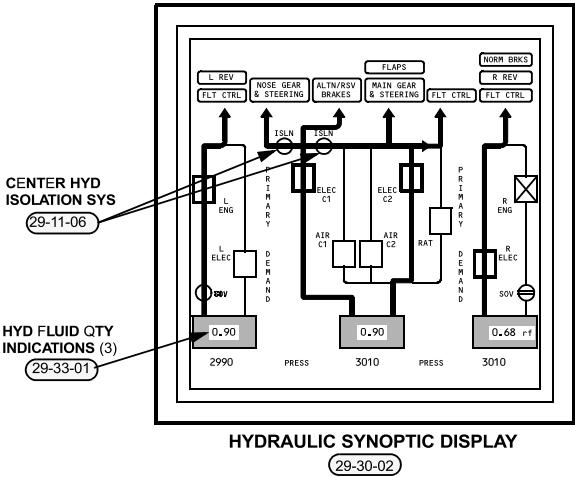 NORM BRKS
FLAPS
L REV
R REV
NOSE GEAR
& STEERING
ALTN/RSV
BRAKES
MAIN GEAR
& STEERING
FLT CTRL
FLT CTRL
FLT CTRL
ISLN
ISLN
CENTER HYD
ISOLATION SYS
29-11-06
L
ENG
PRIMARY
ELEC
C1
ELEC
C2
PRIMARY
R
ENG
L
ELEC
DEMAND
AIR
C1
AIR
C2
RAT
DEMAND
R
ELEC
SOV
SOV
HYD FLUID QTY
INDICATIONS (3)
29-33-01
0.90
0.90
0.68 rf
2990
PRESS
3010
PRESS
3010
HYDRAULIC SYNOPTIC DISPLAY
29-30-02